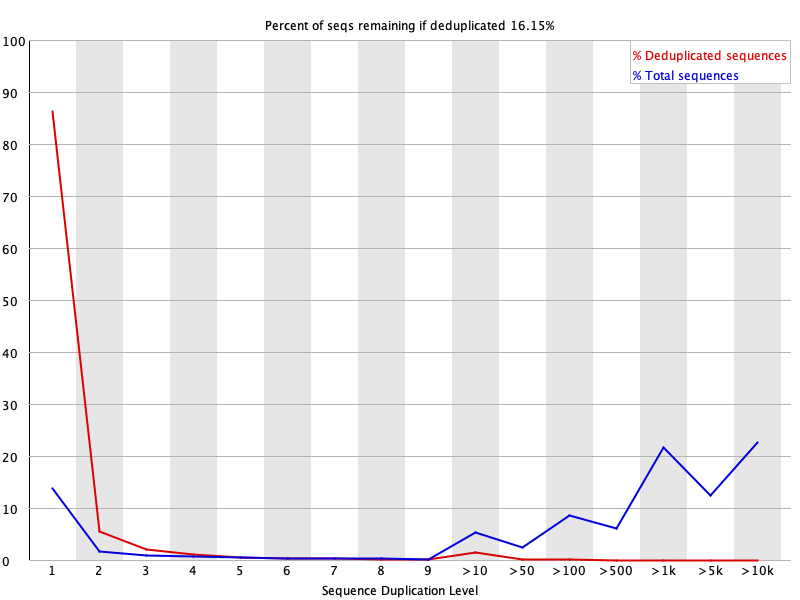 Percent of seqs remaining if deduplicated 16.15%
% Deduplicated sequences
% Total sequences
100
90
80
70
60
50
40
30
20
10
0
1 2 3 4 5 6 7 8 9 >10 >50 >100 >500 >1k >5k >10k
Sequence Duplication Level